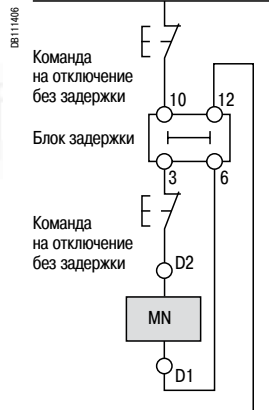 DB111406
Команда
на отключение
без задержки
10 12
Блок задержки
3 6
Команда
на отключение
без задержки
D2
MN
D1